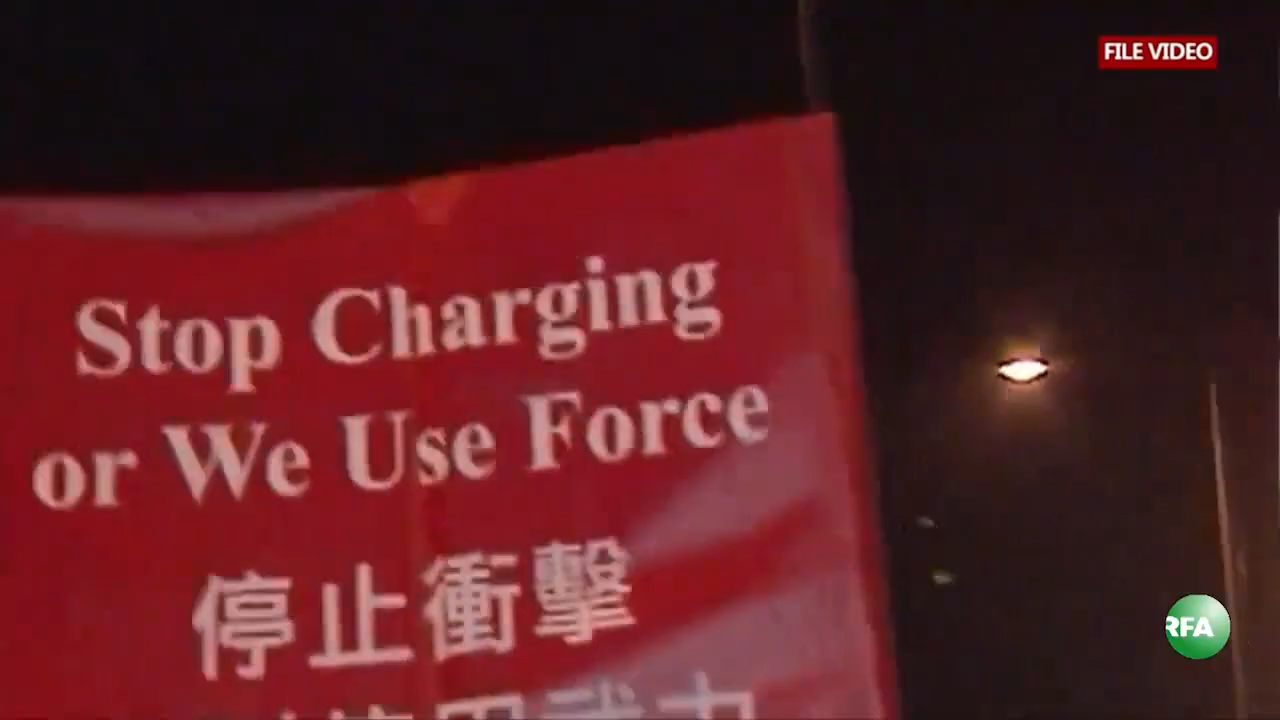 FILE VIDEO
Stop Charging
or We Use Force
停止衝擊
RFA